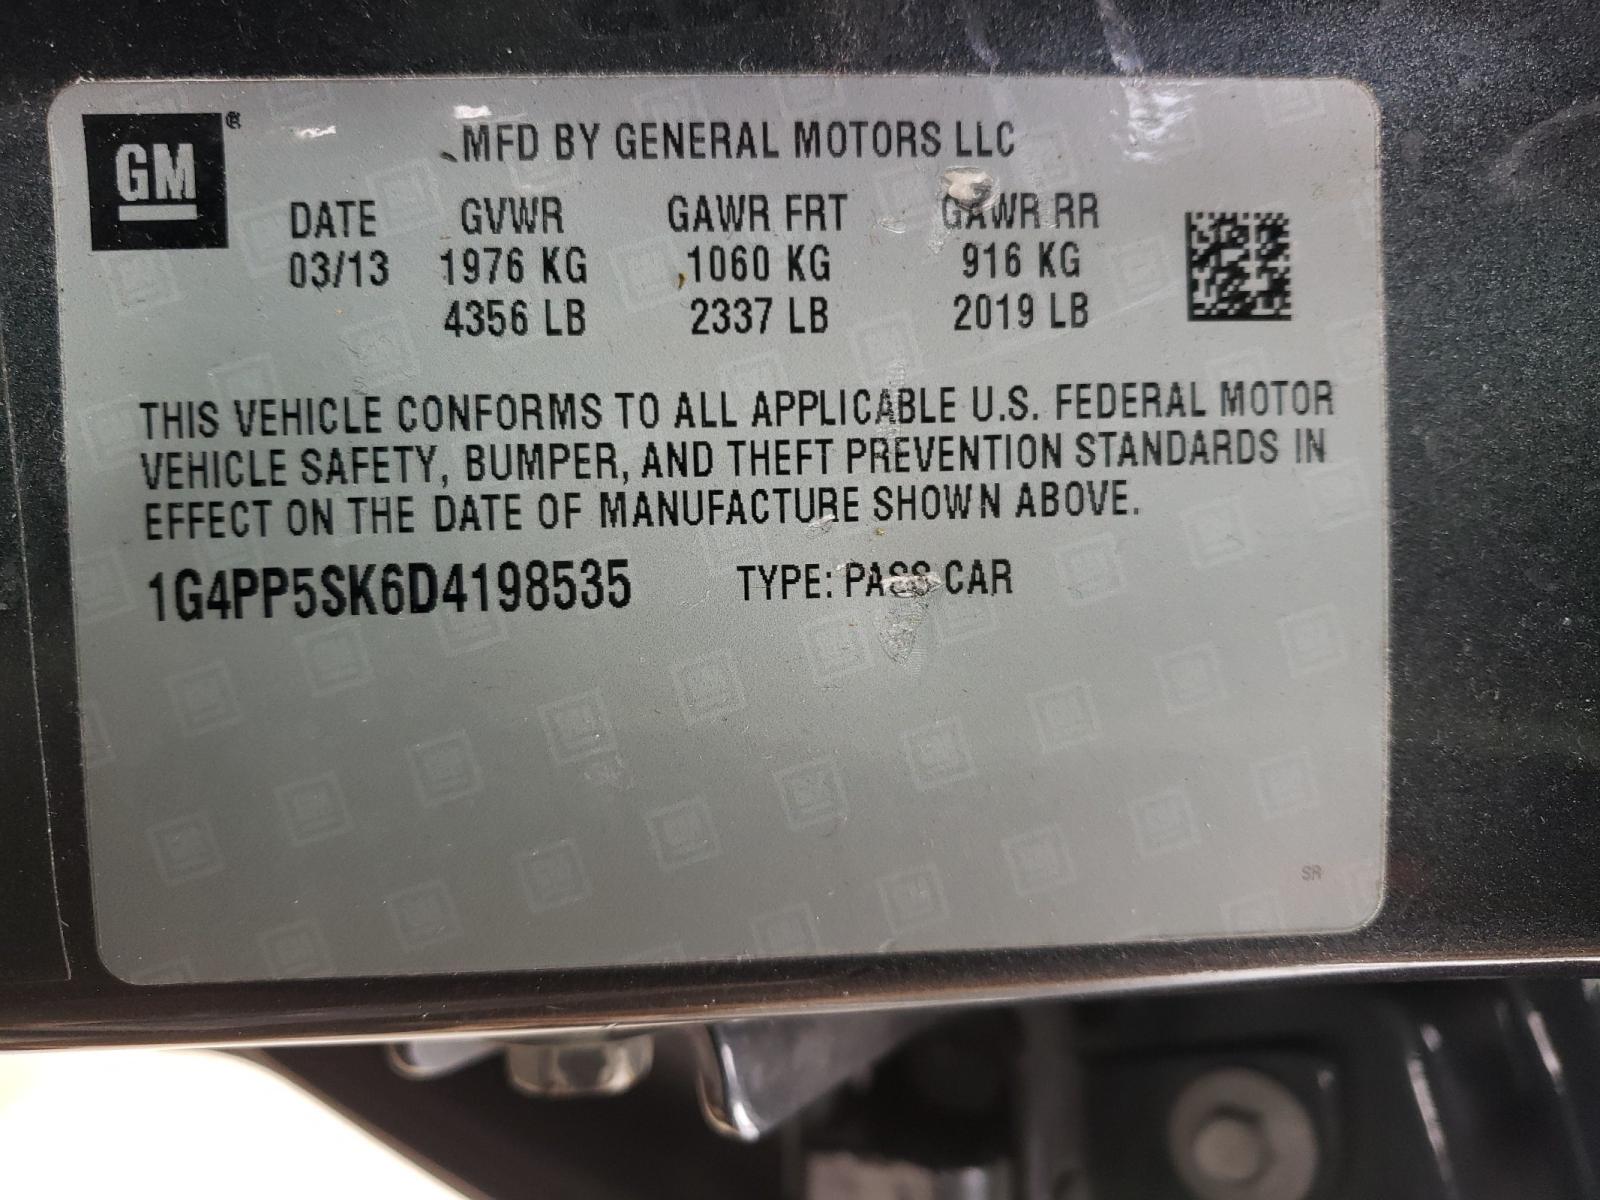 GM ®
MFD BY GENERAL MOTORS LLC
DATE GVWR GAWR FRT GAWR RR
03/13 1976 KG 1060 KG 916 KG
4356 LB 2337 LB 2019 LB
THIS VEHICLE CONFORMS TO ALL APPLICABLE U.S. FEDERAL MOTOR
VEHICLE SAFETY, BUMPER, AND THEFT PREVENTION STANDARDS IN
EFFECT ON THE DATE OF MANUFACTURE SHOWN ABOVE.
1G4PP5SK6D4198535 TYPE: PASS CAR
SR